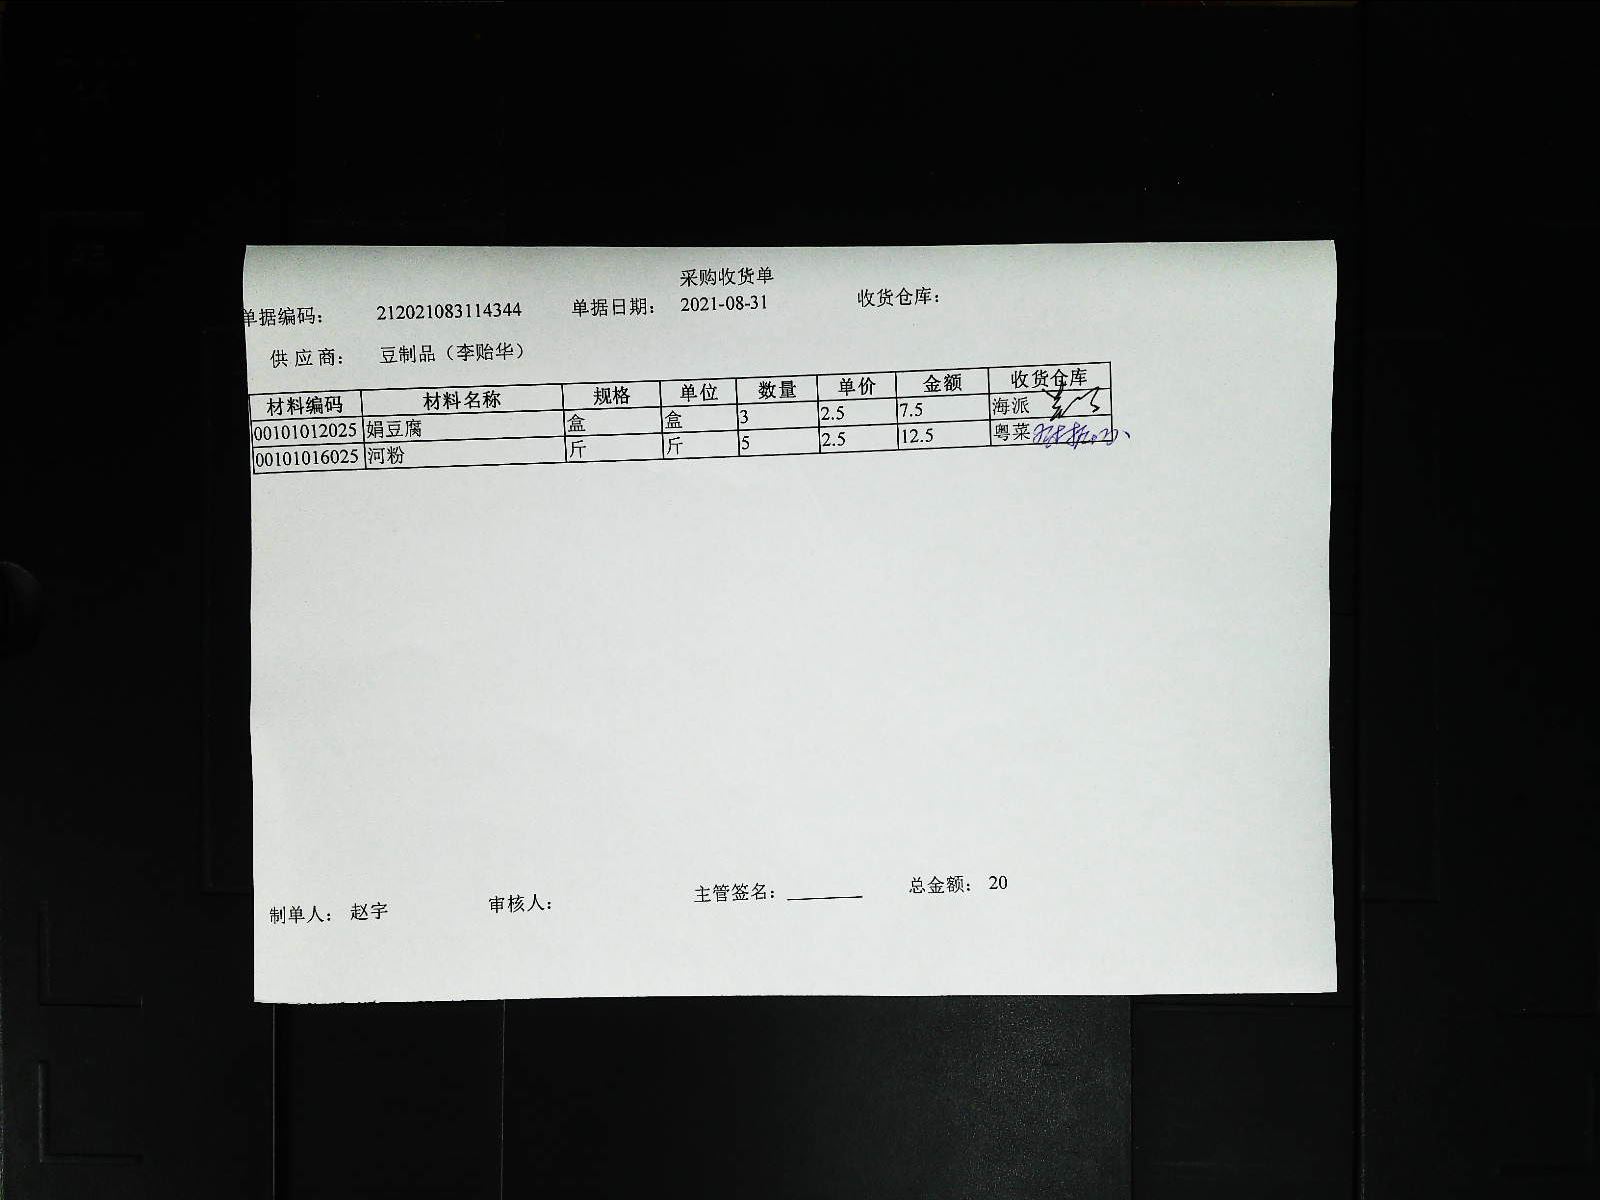 采购收货单
单据编码： 212021083114344 单据日期： 2021-08-31 收货仓库：
供应商： 豆制品（李贻华）
材料编码 材料名称 规格 单位 数量 单价 金额 收货仓库
00101012025 娟豆腐 盒 盒 3 2.5 7.5 海派
00101016025 河粉 斤 斤 5 2.5 12.5 粤菜
制单人： 赵宇 审核人： 主管签名： 总金额： 20